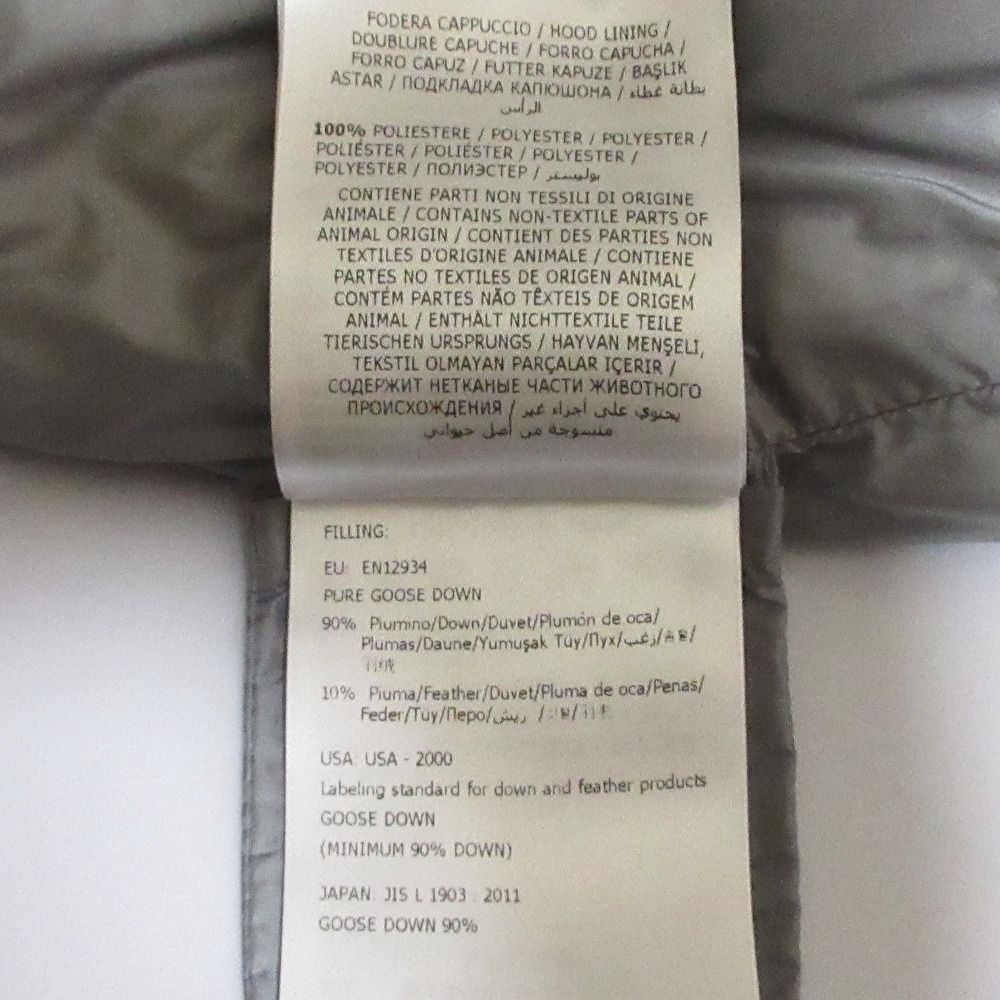 FODERA CAPPUCCIO / HOOD LINING /
DOUBLURE CAPUCHE / FORRO CAPUCHA /
FORRO CAPUZ / FUTTER KAPUZE / BAŞLIK
ASTAR / ПОДКЛАДКА КАПЮШОНА / بطانة غطاء
الرأس
100% POLIESTERE / POLYESTER / POLYESTER /
POLIÉSTER / POLIÉSTER / POLYESTER /
POLYESTER / ПОЛИЭСТЕР / بوليستر
CONTIENE PARTI NON TESSILI DI ORIGINE
ANIMALE / CONTAINS NON-TEXTILE PARTS OF
ANIMAL ORIGIN / CONTIENT DES PARTIES NON
TEXTILES D'ORIGINE ANIMALE / CONTIENE
PARTES NO TEXTILES DE ORIGEN ANIMAL /
CONTÉM PARTES NÃO TÊXTEIS DE ORIGEM
ANIMAL / ENTHÄLT NICHTTEXTILE TEILE
TIERISCHEN URSPRUNGS / HAYVAN MENŞELI,
TEKSTIL OLMAYAN PARÇALAR IÇERIR /
СОДЕРЖИТ НЕТКАНЫЕ ЧАСТИ ЖИВОТНОГО
ПРОИСХОЖДЕНИЯ / يحتوي على أجزاء غير
منسوجة من أصل حيواني
FILLING:
EU: EN12934
PURE GOOSE DOWN
90% Piumino/Down/Duvet/Plumón de oca/
Plumas/Daune/Yumuşak Tüy/Пух/زغب/
10% Piuma/Feather/Duvet/Pluma de oca/Penas/
Feder/Tüy/Перо/ريش /
USA: USA - 2000
Labeling standard for down and feather products
GOOSE DOWN
(MINIMUM 90% DOWN)
JAPAN: JIS L 1903 : 2011
GOOSE DOWN 90%